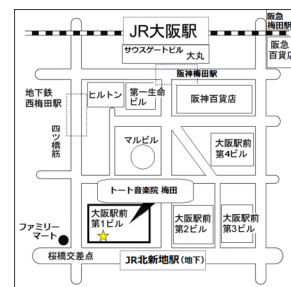 JR大阪駅
阪急
梅田駅
サウスゲートビル
大丸
阪急
百貨店
阪神梅田駅
地下鉄
西梅田駅
ヒルトン
第一生命
ビル
阪神百貨店
四ツ橋筋
マルビル
大阪駅前
第4ビル
トート音楽院 梅田
大阪駅前
第1ビル
大阪駅前
第2ビル
大阪駅前
第3ビル
ファミリー
マート
桜橋交差点
JR北新地駅(地下)